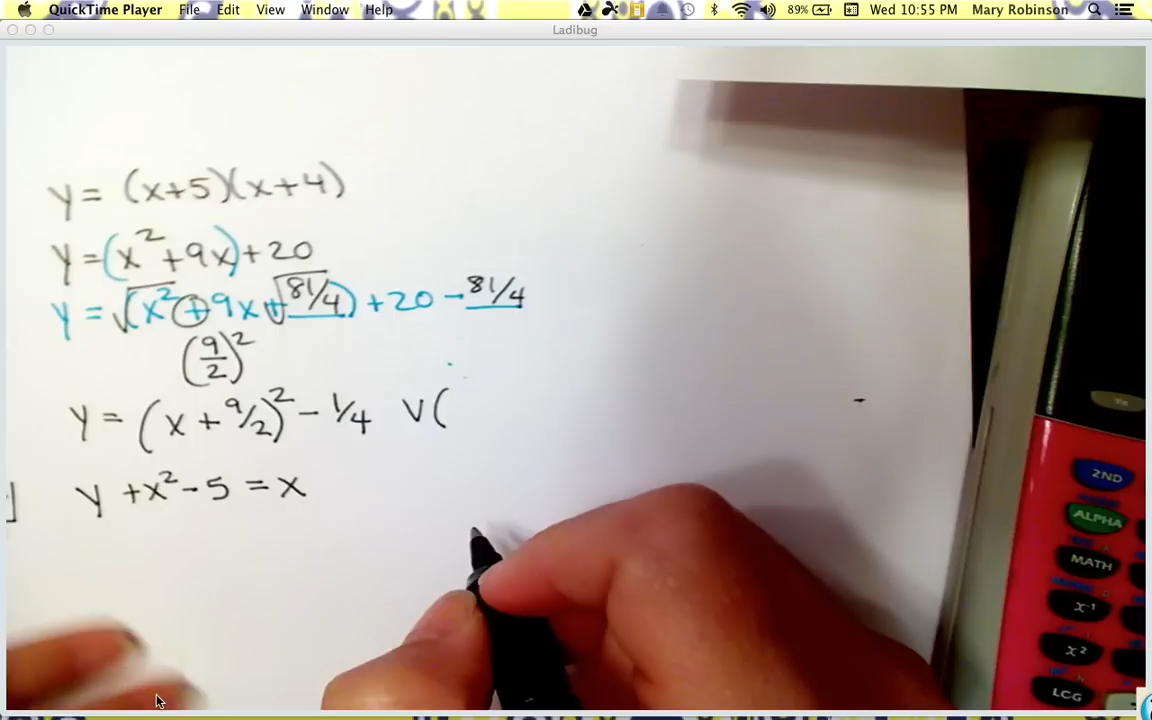 QuickTime Player File Edit View Window Help 89% Wed 10:55 PM Mary Robinson
Ladibug
y = (x+5)(x+4)
y = (x²+9x)+20
y = √(x²+9x+√81/4)+20-81/4
(9/2)²
y = (x+9/2)²-1/4 V(
y+x²-5=x
2ND
ALPHA
MATH
x⁻¹
x²
LCG